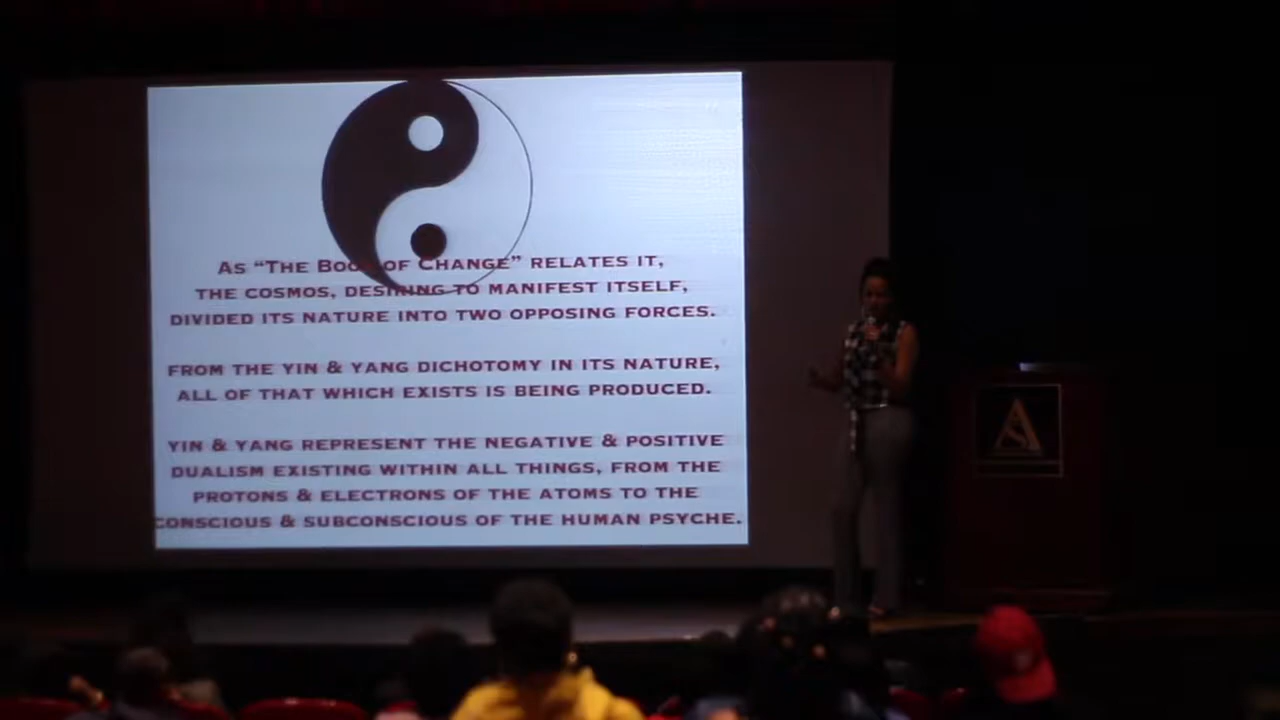 As “The Book of Change” relates it,
the cosmos, desiring to manifest itself,
divided its nature into two opposing forces.
From the Yin & Yang dichotomy in its nature,
all of that which exists is being produced.
Yin & Yang represent the negative & positive
dualism existing within all things, from the
protons & electrons of the atoms to the
conscious & subconscious of the human psyche.